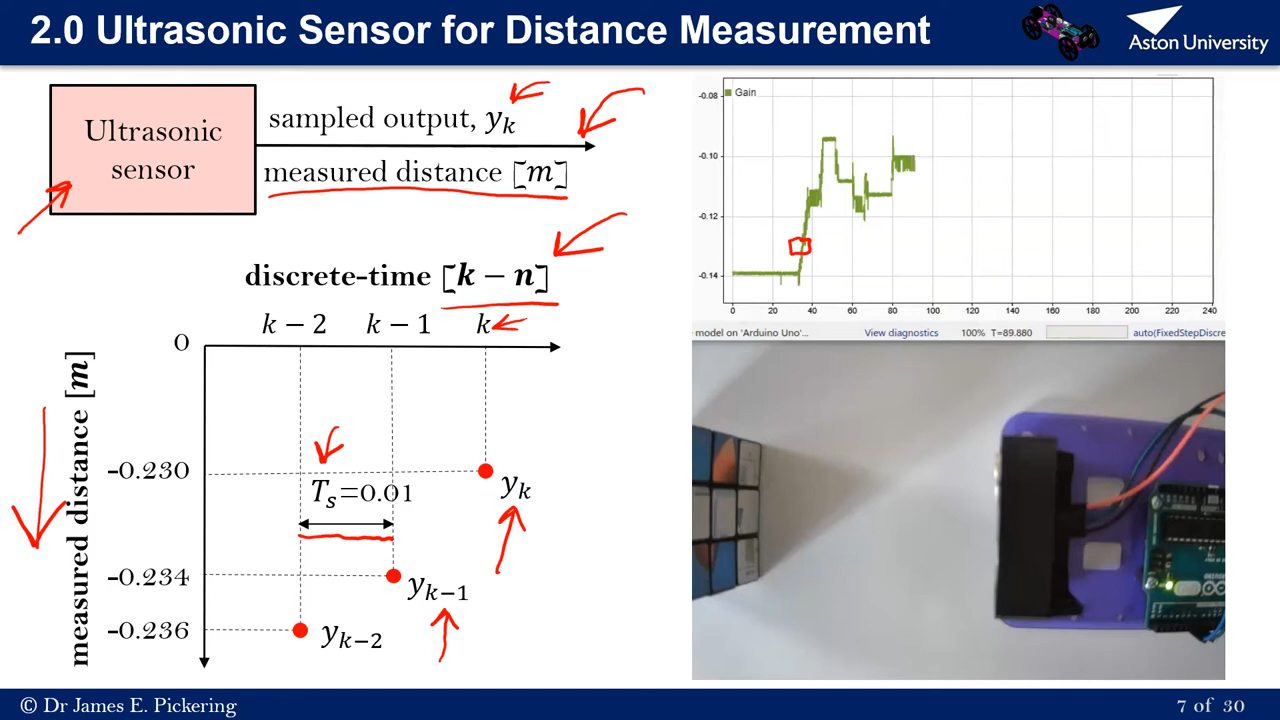 2.0 Ultrasonic Sensor for Distance Measurement
Aston University
Ultrasonic
sensor
sampled output, yₖ
measured distance [m]
discrete-time [k − n]
k − 2 k − 1 k
0
measured distance [m]
-0.230
Tₛ=0.01
yₖ
-0.234
yₖ₋₁
-0.236
yₖ₋₂
Gain
-0.08
-0.10
-0.12
-0.14
0 20 40 60 80 100 120 140 160 180 200 220 240
model on 'Arduino Uno'... View diagnostics 100% T=89.880 auto(FixedStepDiscre
© Dr James E. Pickering
7 of 30